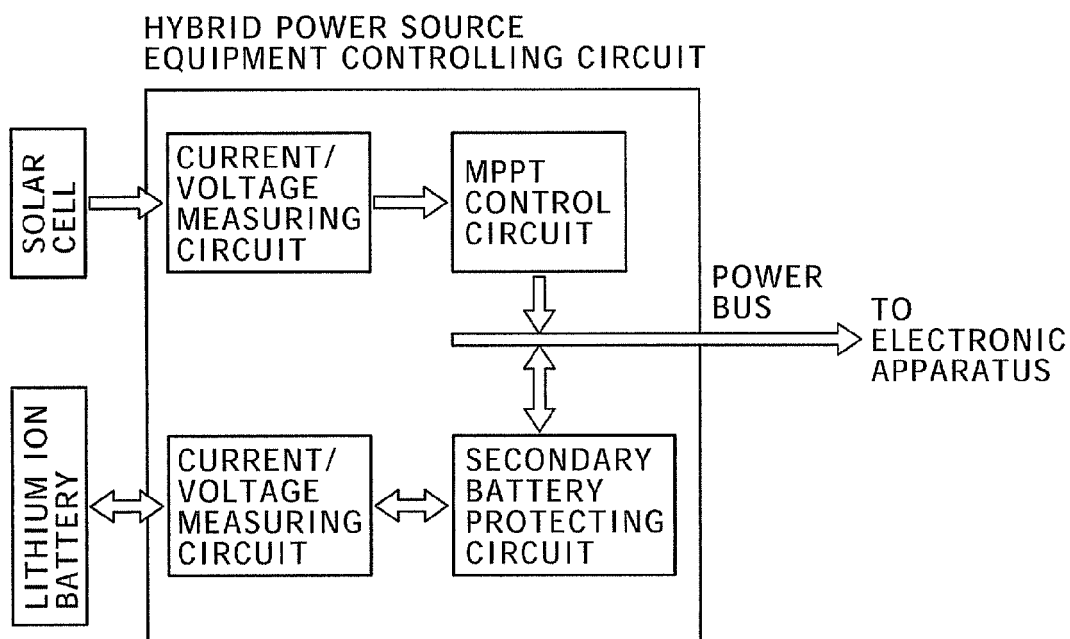 HYBRID POWER SOURCE
EQUIPMENT CONTROLLING CIRCUIT
SOLAR
CELL
CURRENT/
VOLTAGE
MEASURING
CIRCUIT
MPPT
CONTROL
CIRCUIT
POWER
BUS
TO
ELECTRONIC
APPARATUS
LITHIUM ION
BATTERY
CURRENT/
VOLTAGE
MEASURING
CIRCUIT
SECONDARY
BATTERY
PROTECTING
CIRCUIT